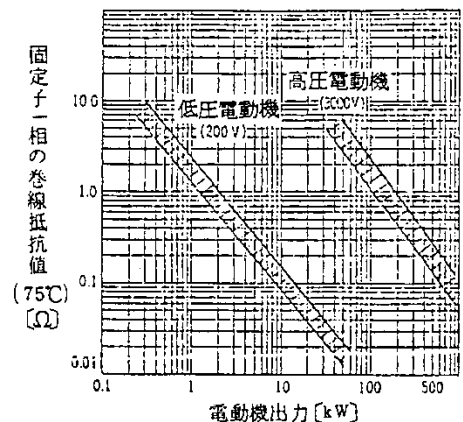 固定子一相の巻線抵抗値
(75℃)
〔Ω〕
10.0
1.0
0.1
0.01
低圧電動機
(200V)
高圧電動機
(3000V)
0.1 1 10 100 500
電動機出力〔kW〕